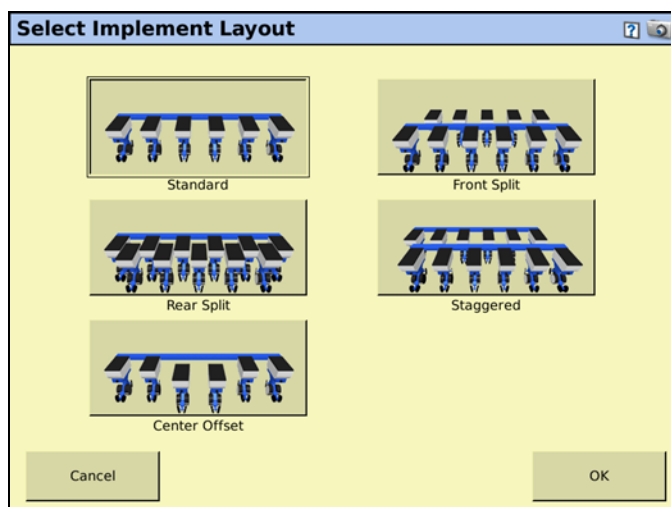 Select Implement Layout
?
Standard
Front Split
Rear Split
Staggered
Center Offset
Cancel
OK